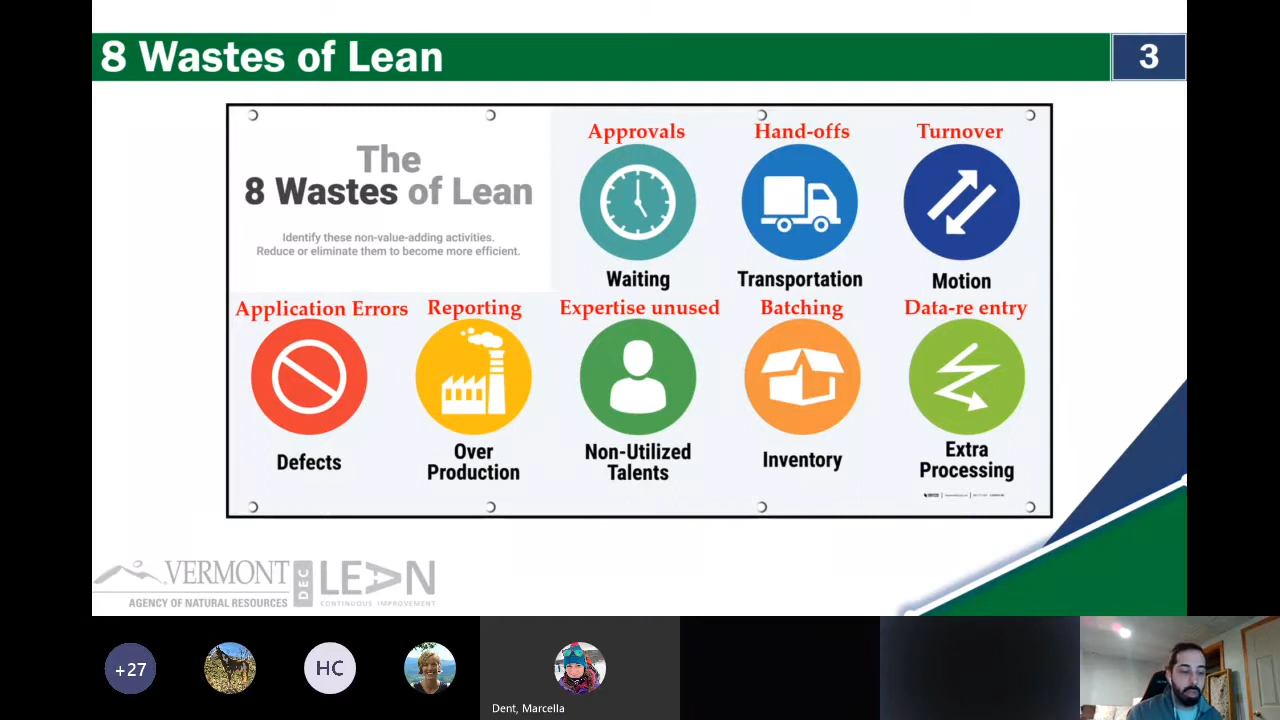 8 Wastes of Lean
3
The
8 Wastes of Lean
Identify these non-value-adding activities.
Reduce or eliminate them to become more efficient.
Approvals
Waiting
Hand-offs
Transportation
Turnover
Motion
Application Errors
Defects
Reporting
Over
Production
Expertise unused
Non-Utilized
Talents
Batching
Inventory
Data-re entry
Extra
Processing
VERMONT
AGENCY OF NATURAL RESOURCES
DEC
LEAN
CONTINUOUS IMPROVEMENT
+27
HC
Dent, Marcella